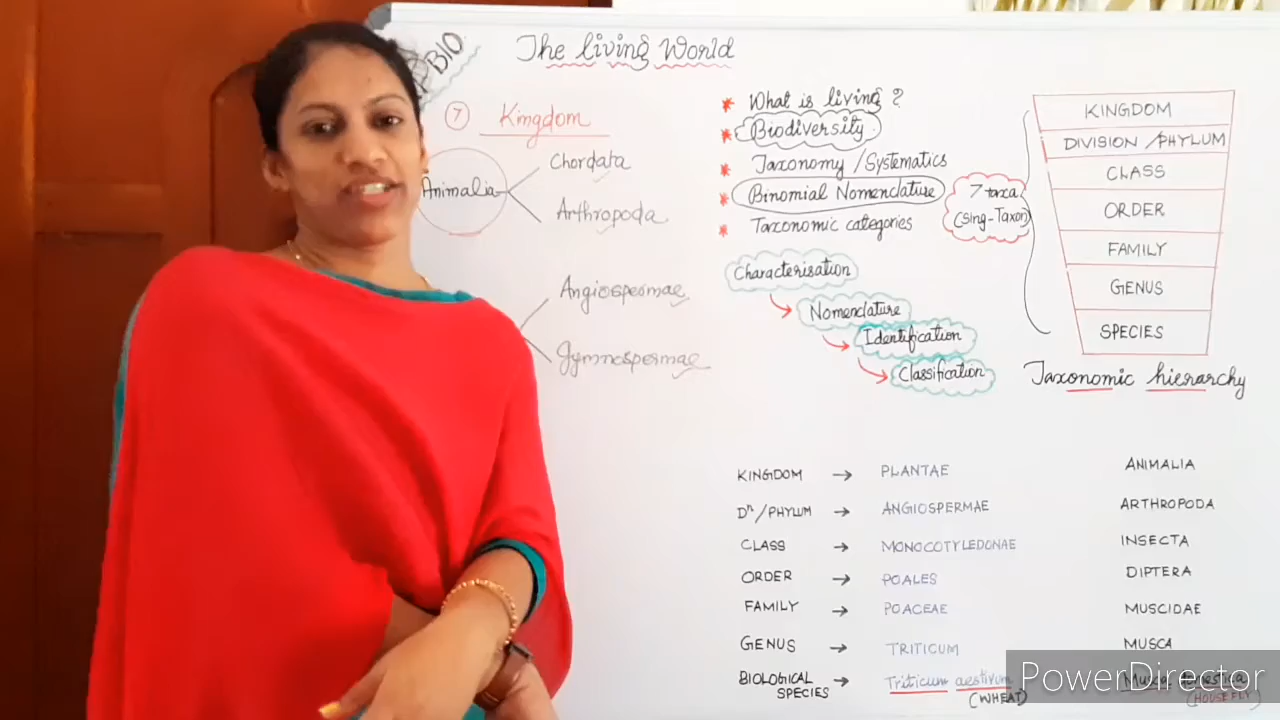 BIO
The living World
7 Kingdom
Animalia
Chordata
Arthropoda
Angiospermae
Gymnospermae
* What is living ?
* Biodiversity
* Taxonomy / Systematics
* Binomial Nomenclature
* Taxonomic categories
Characterisation
Nomenclature
Identification
Classification
7 taxa
(Sing-Taxon)
KINGDOM
DIVISION / PHYLUM
CLASS
ORDER
FAMILY
GENUS
SPECIES
Taxonomic hierarchy
KINGDOM → PLANTAE ANIMALIA
Dn/PHYLUM → ANGIOSPERMAE ARTHROPODA
CLASS → MONOCOTYLEDONAE INSECTA
ORDER → POALES DIPTERA
FAMILY → POACEAE MUSCIDAE
GENUS → TRITICUM MUSCA
BIOLOGICAL SPECIES → Triticum aestivum
(WHEAT)
(HOUSEFLY)
PowerDirector